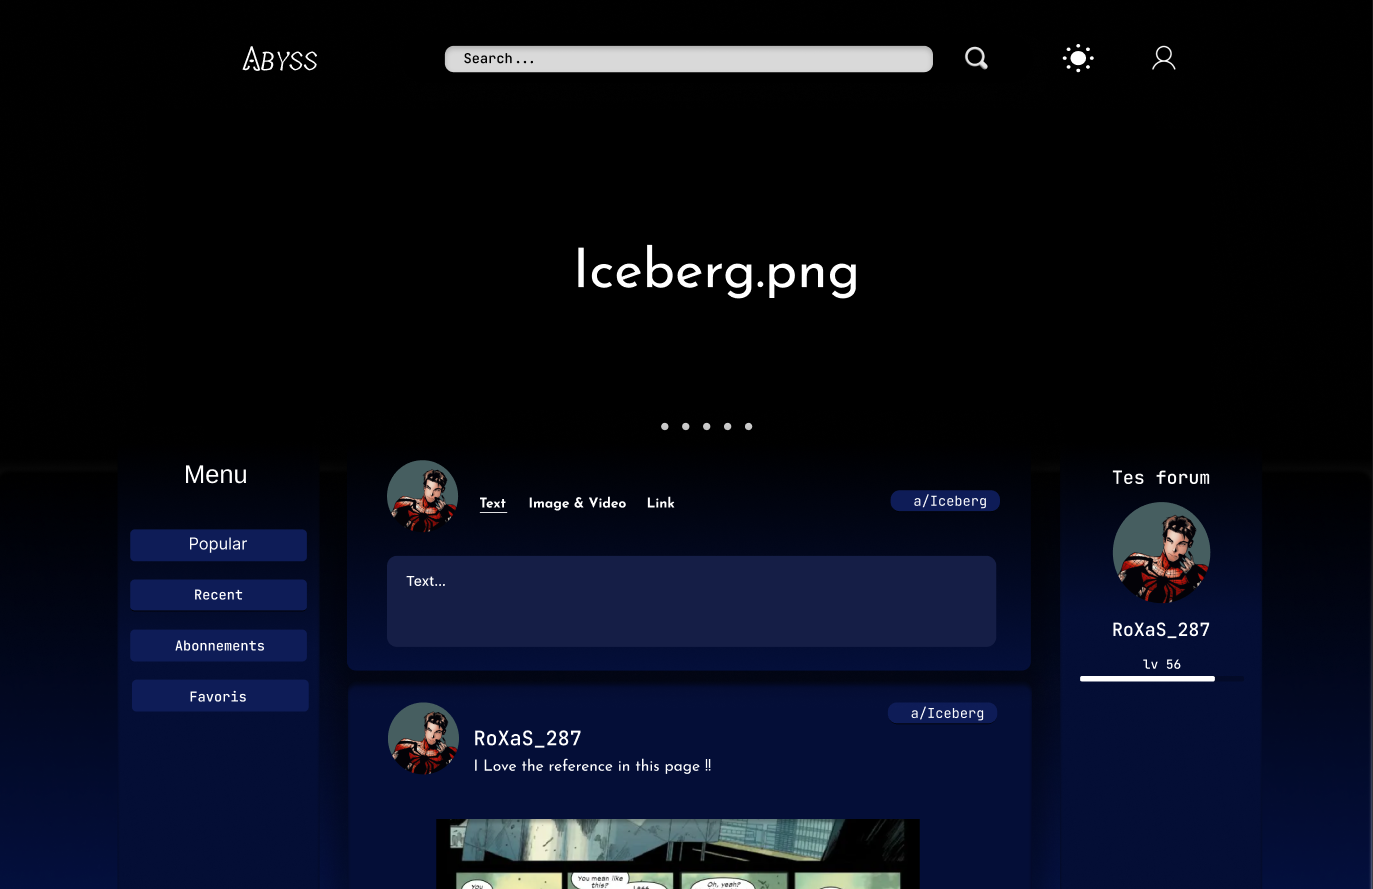 Abyss
Search...
Iceberg.png
Menu
Popular
Recent
Abonnements
Favoris
Text Image & Video Link
a/Iceberg
Text...
a/Iceberg
RoXaS_287
I Love the reference in this page !!
You
You mean like
this?
Oh, yeah?
Tes forum
RoXaS_287
lv 56